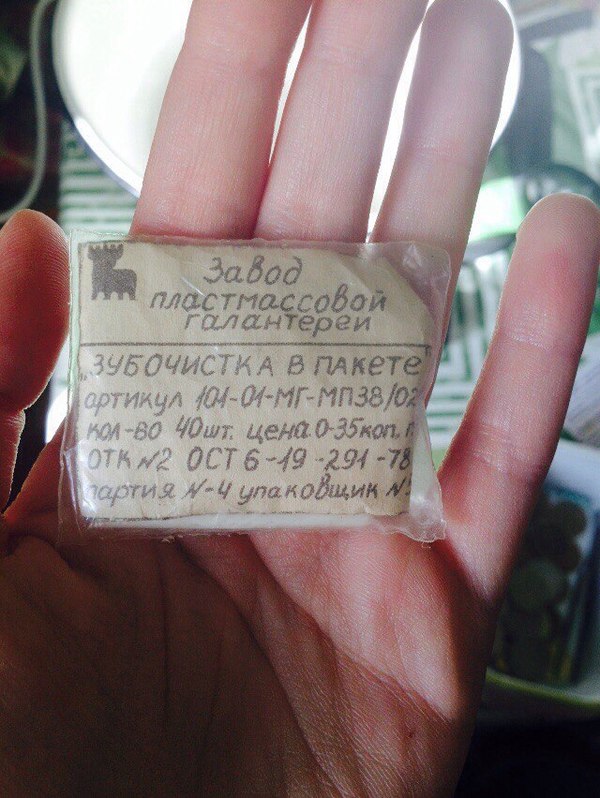 Завод
пластмассовой
галантереи
„ЗУБОЧИСТКА В ПАКЕТЕ"
артикул 101-01-МГ-МП38/02
кол-во 40шт. цена 0-35коп.
ОТК №2 ОСТ 6-19-291-78
партия N-4 упаковщик N